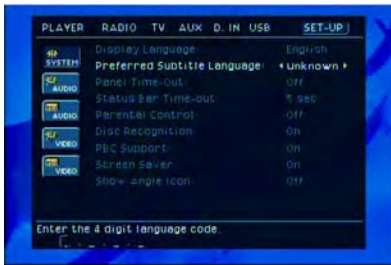 PLAYER RADIO TV AUX D. IN USB SET-UP
SYSTEM
AUDIO
AUDIO
VIDEO
VIDEO
Display Language: English
Preferred Subtitle Language: Unknown
Panel Time-Out Off
Status Bar Time-out 5 sec
Parental Control Off
Disc Recognition On
PBC Support On
Screen Saver On
Show Angle Icon Off
Enter the 4 digit language code.